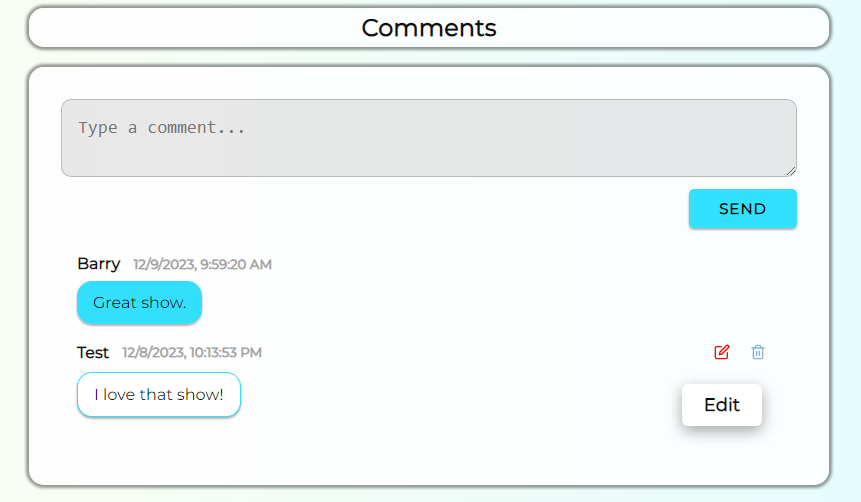 Comments
Type a comment...
SEND
Barry 12/9/2023, 9:59:20 AM
Great show.
Test 12/8/2023, 10:13:53 PM
I love that show!
Edit